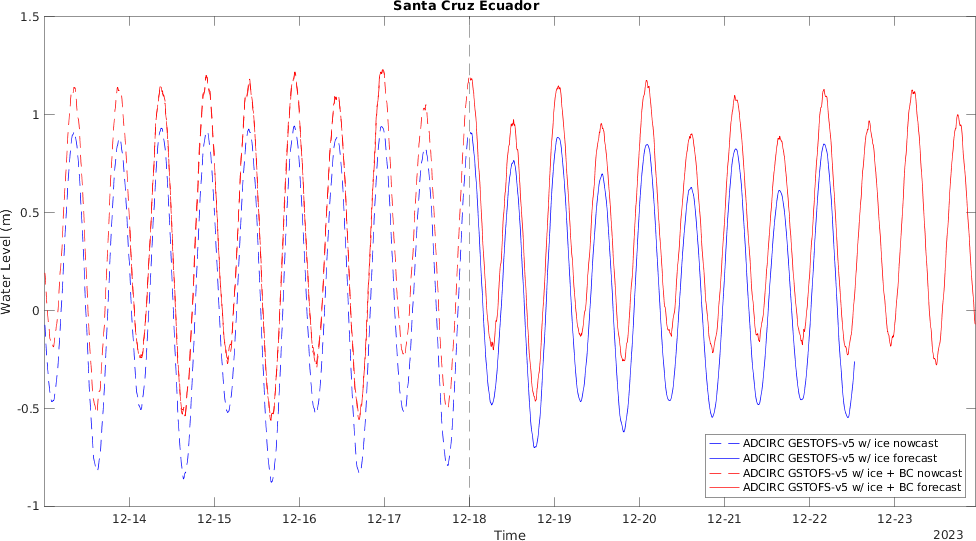 Santa Cruz Ecuador
1.5
1
0.5
0
-0.5
-1
Water Level (m)
12-14 12-15 12-16 12-17 12-18 12-19 12-20 12-21 12-22 12-23
Time
2023
ADCIRC GESTOFS-v5 w/ ice nowcast
ADCIRC GESTOFS-v5 w/ ice forecast
ADCIRC GSTOFS-v5 w/ ice + BC nowcast
ADCIRC GSTOFS-v5 w/ ice + BC forecast